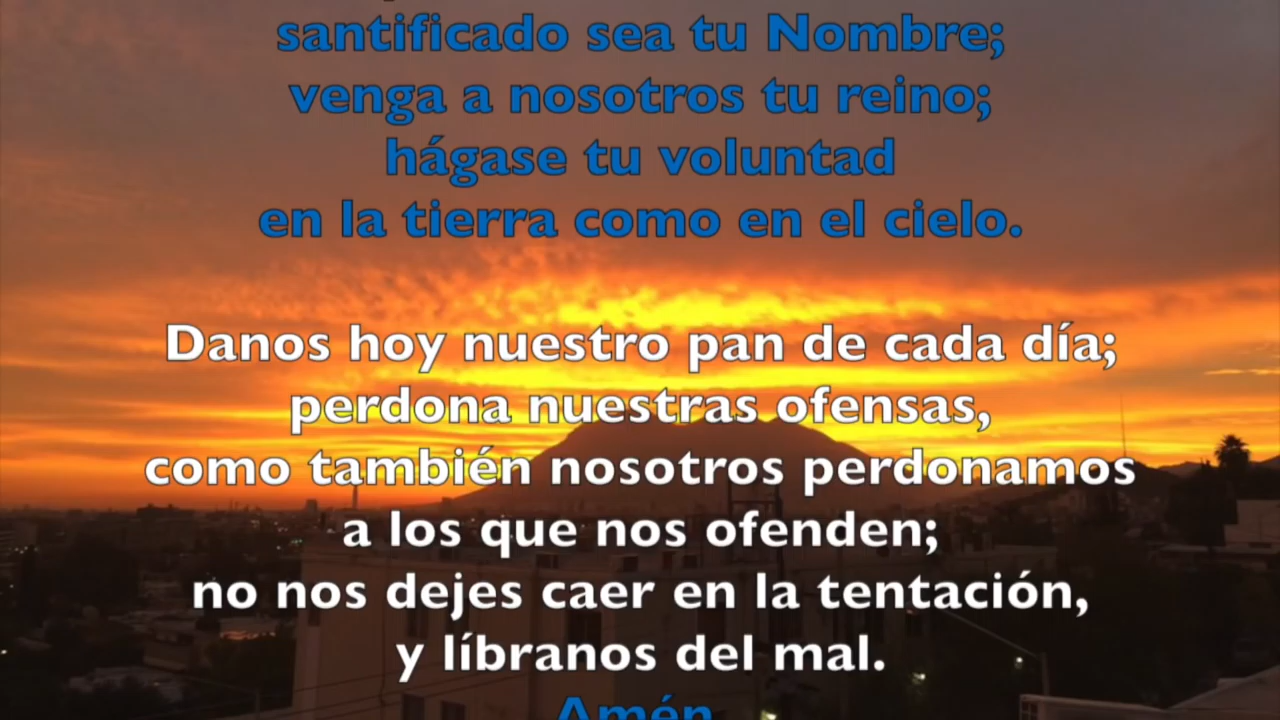 santificado sea tu Nombre;
venga a nosotros tu reino;
hágase tu voluntad
en la tierra como en el cielo.
Danos hoy nuestro pan de cada día;
perdona nuestras ofensas,
como también nosotros perdonamos
a los que nos ofenden;
no nos dejes caer en la tentación,
y líbranos del mal.
Amén